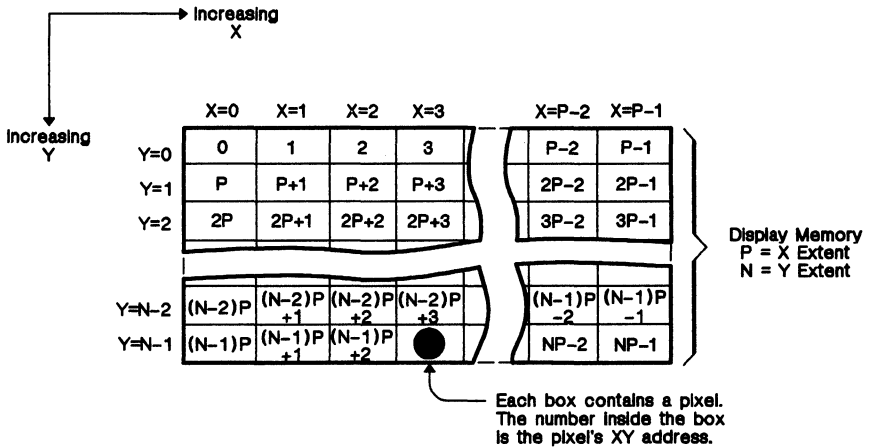 Increasing
X
Increasing
Y
X=0 X=1 X=2 X=3 X=P-2 X=P-1
Y=0 0 1 2 3 P-2 P-1
Y=1 P P+1 P+2 P+3 2P-2 2P-1
Y=2 2P 2P+1 2P+2 2P+3 3P-2 3P-1
Display Memory
P = X Extent
N = Y Extent
Y=N-2 (N-2)P (N-2)P (N-2)P (N-2)P (N-1)P (N-1)P
+1 +2 +3 -2 -1
Y=N-1 (N-1)P (N-1)P (N-1)P NP-2 NP-1
+1 +2
Each box contains a pixel.
The number inside the box
is the pixel's XY address.